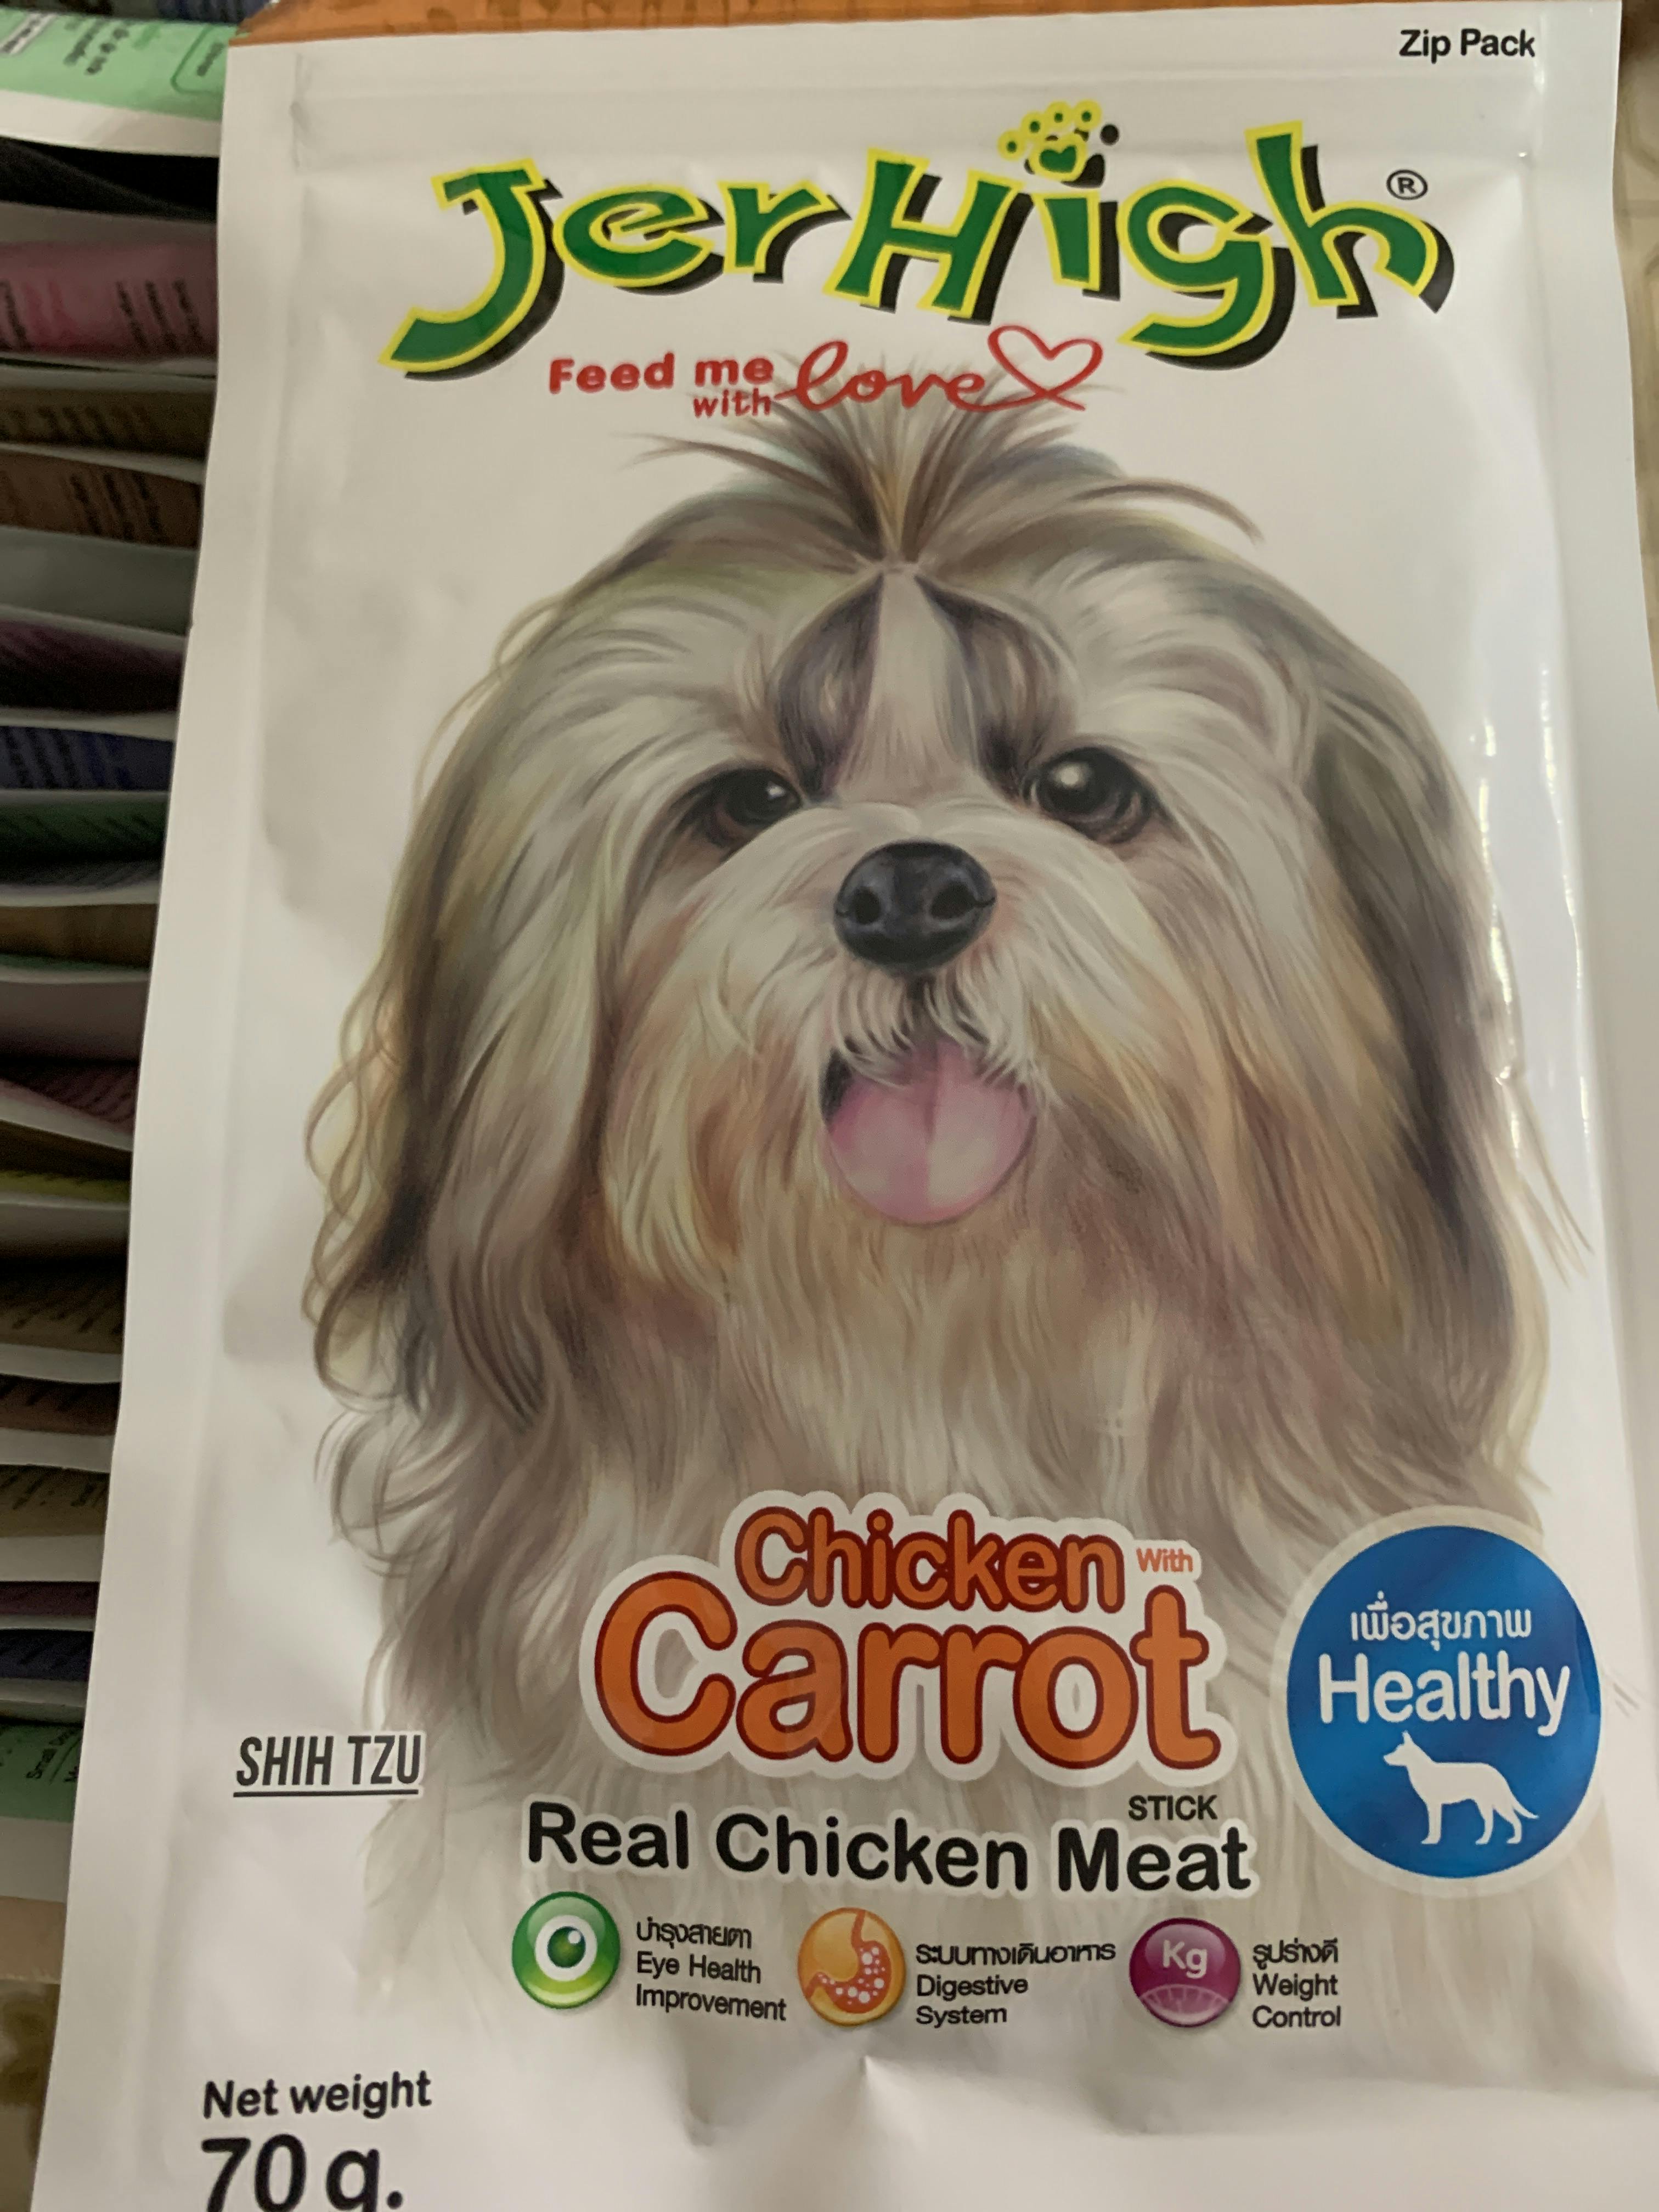 Zip Pack
JerHigh®
Feed me
with love
Chicken With
Carrot
เพื่อสุขภาพ
Healthy
SHIH TZU
STICK
Real Chicken Meat
บำรุงสายตา
Eye Health
Improvement
ระบบทางเดินอาหาร
Digestive
System
Kg
รูปร่างดี
Weight
Control
Net weight
70 g.